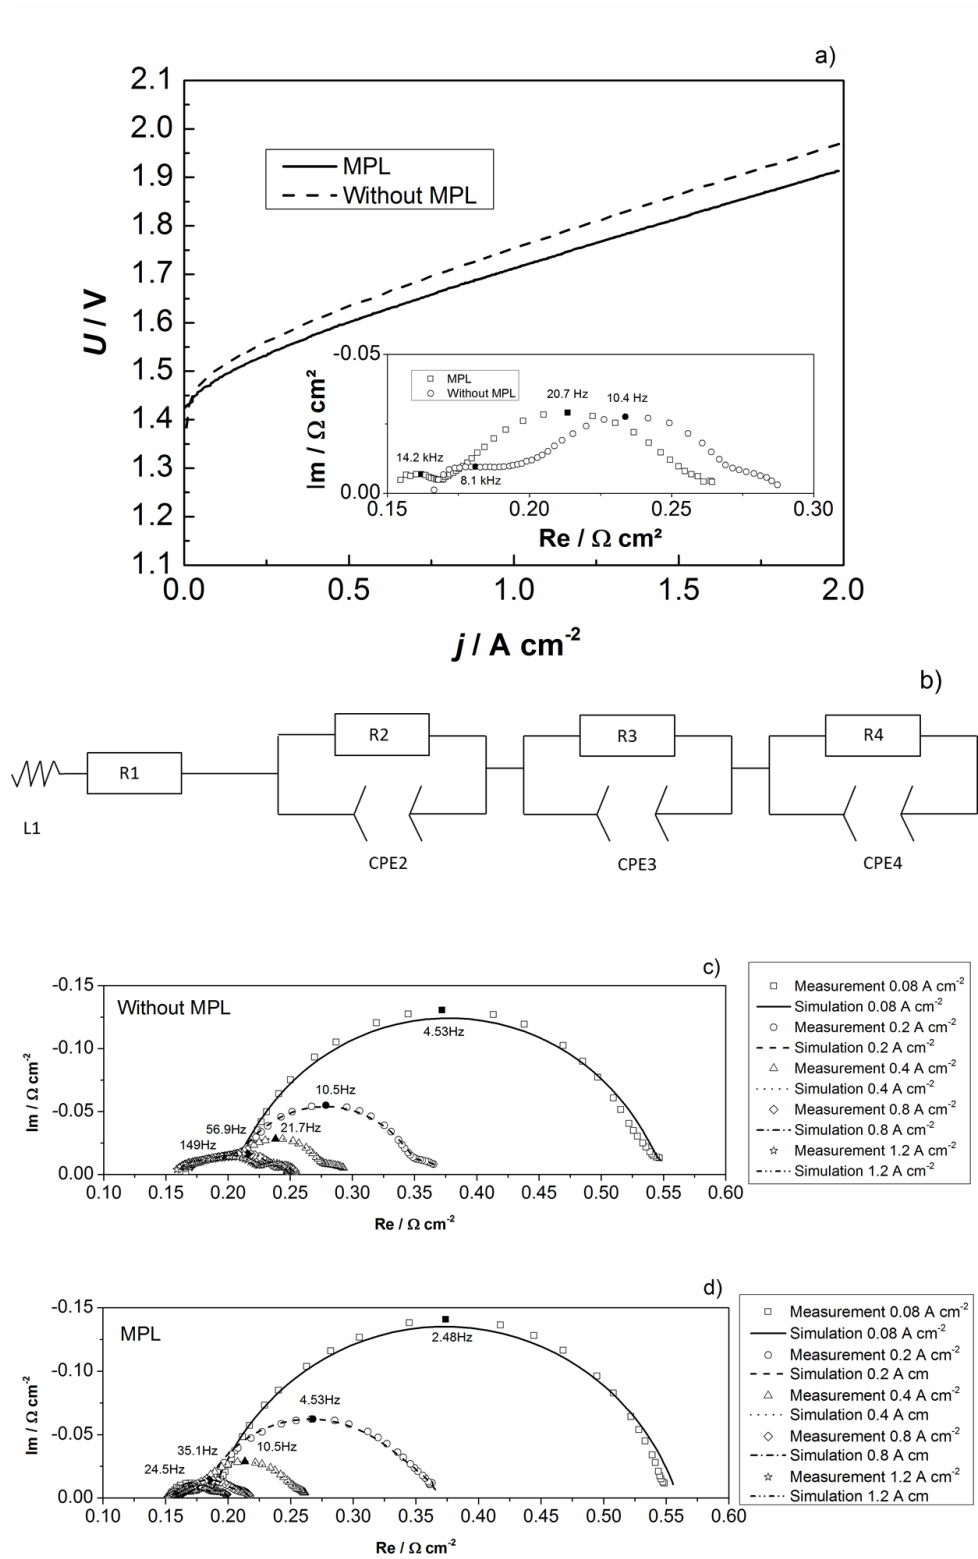 a)
2.1
2.0
1.9
1.8
1.7
1.6
1.5
1.4
1.3
1.2
1.1
U / V
MPL
Without MPL
-0.05
0.00
Im / Ω cm²
MPL
Without MPL
20.7 Hz
10.4 Hz
14.2 kHz
8.1 kHz
0.15 0.20 0.25 0.30
Re / Ω cm²
0.0 0.5 1.0 1.5 2.0
j / A cm-2
b)
R1
R2
R3
R4
L1
CPE2
CPE3
CPE4
c)
-0.15
-0.10
-0.05
0.00
Im / Ω cm-2
Without MPL
4.53Hz
10.5Hz
56.9Hz
21.7Hz
149Hz
0.10 0.15 0.20 0.25 0.30 0.35 0.40 0.45 0.50 0.55 0.60
Re / Ω cm-2
Measurement 0.08 A cm-2
Simulation 0.08 A cm-2
Measurement 0.2 A cm-2
Simulation 0.2 A cm-2
Measurement 0.4 A cm-2
Simulation 0.4 A cm-2
Measurement 0.8 A cm-2
Simulation 0.8 A cm-2
Measurement 1.2 A cm-2
Simulation 1.2 A cm-2
d)
-0.15
-0.10
-0.05
0.00
Im / Ω cm-2
MPL
2.48Hz
4.53Hz
35.1Hz
10.5Hz
24.5Hz
0.10 0.15 0.20 0.25 0.30 0.35 0.40 0.45 0.50 0.55 0.60
Re / Ω cm-2
Measurement 0.08 A cm-2
Simulation 0.08 A cm-2
Measurement 0.2 A cm-2
Simulation 0.2 A cm
Measurement 0.4 A cm-2
Simulation 0.4 A cm
Measurement 0.8 A cm-2
Simulation 0.8 A cm
Measurement 1.2 A cm-2
Simulation 1.2 A cm